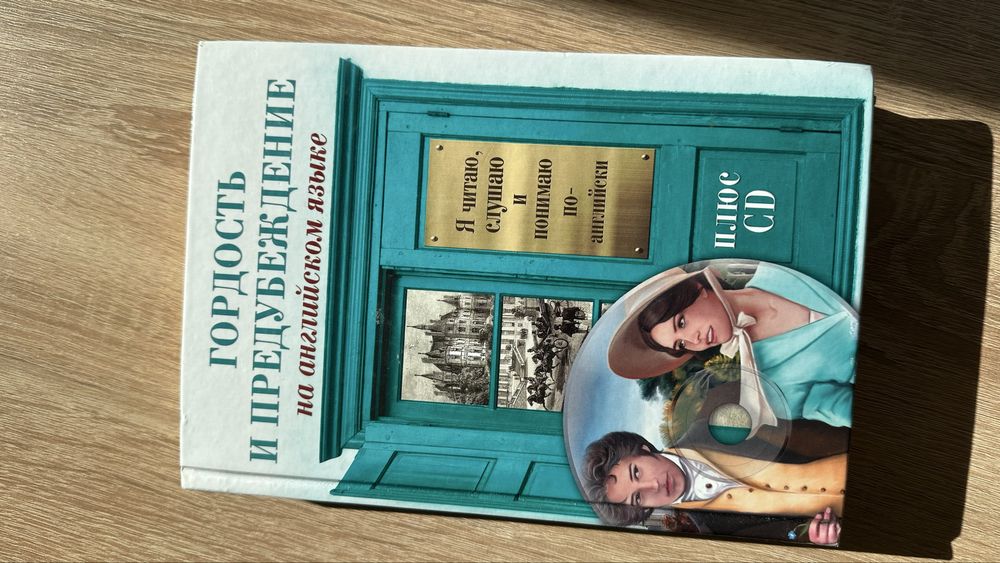 ГОРДОСТЬ
И ПРЕДУБЕЖДЕНИЕ
на английском языке
Я читаю,
слушаю
и
понимаю
по-
английски
ПЛЮС
CD